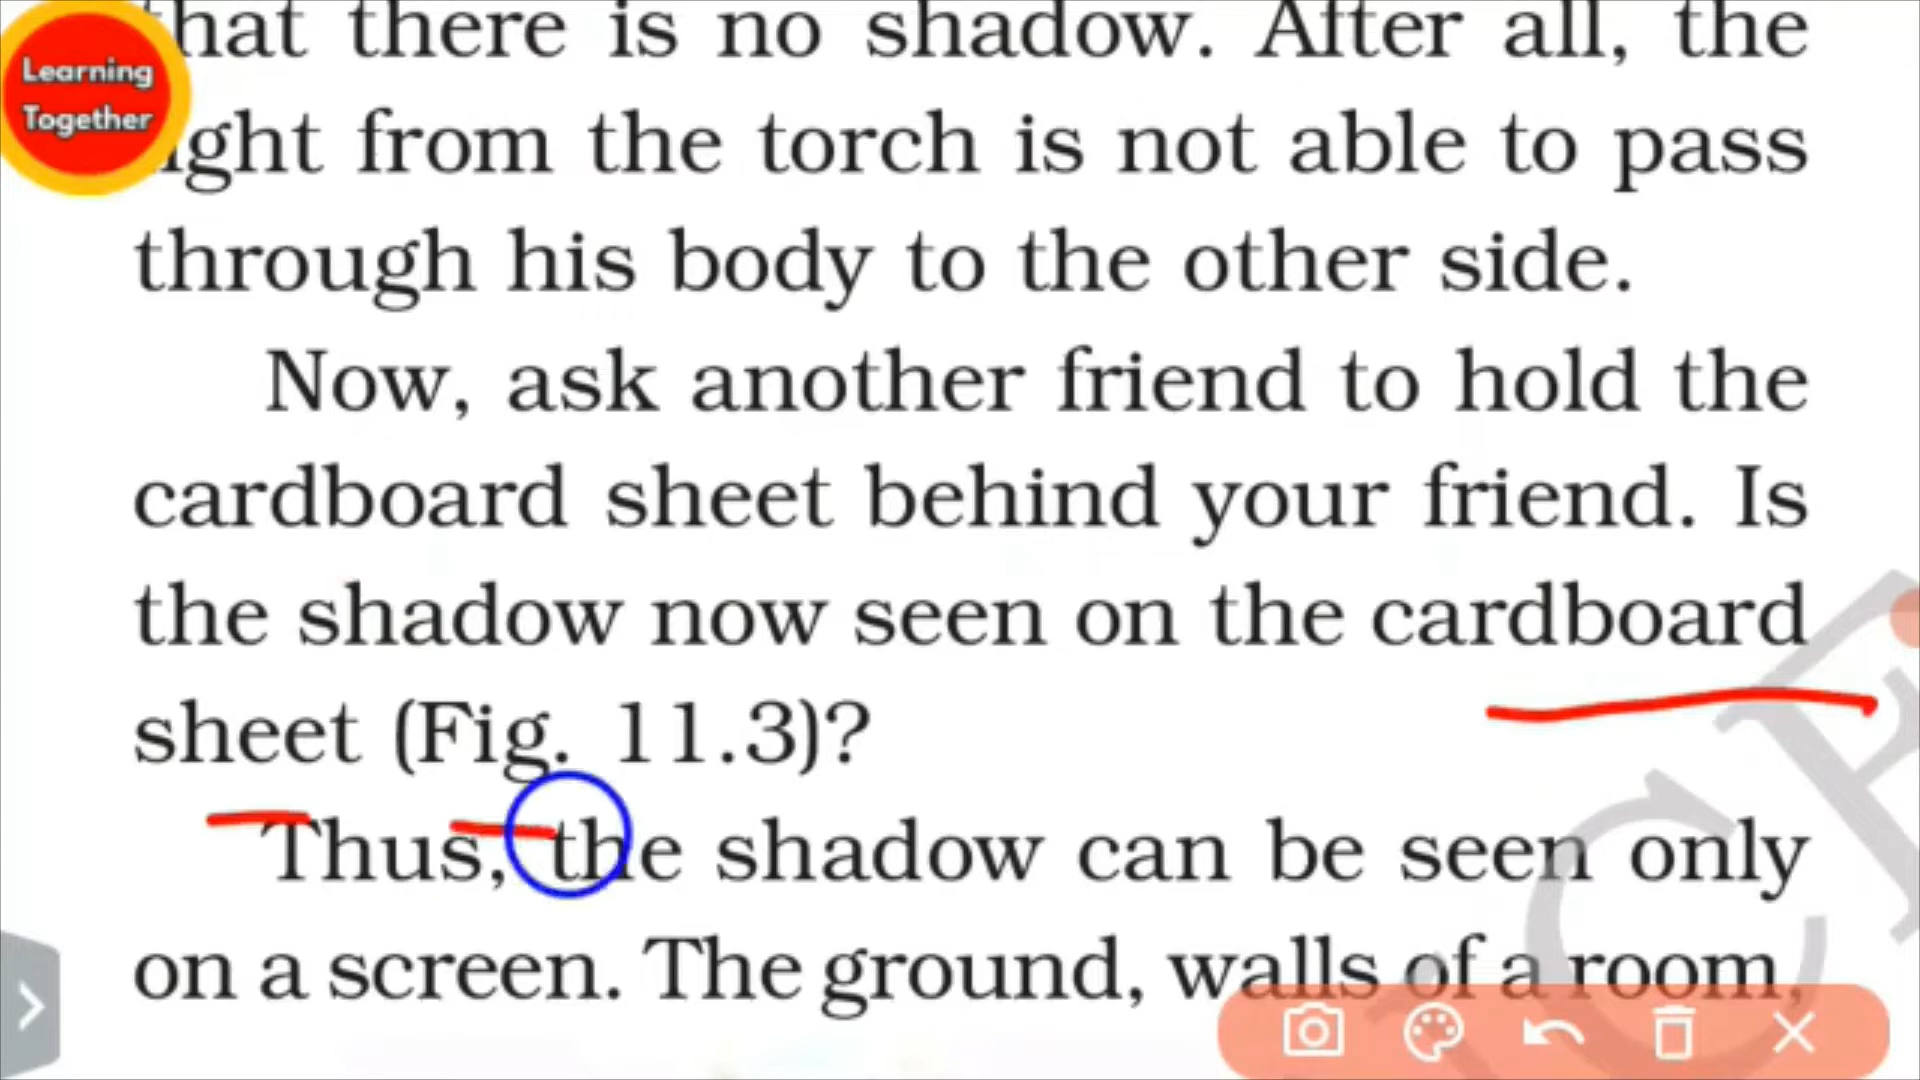 Learning
Together
that there is no shadow. After all, the
light from the torch is not able to pass
through his body to the other side.
Now, ask another friend to hold the
cardboard sheet behind your friend. Is
the shadow now seen on the cardboard
sheet (Fig. 11.3)?
Thus, the shadow can be seen only
on a screen. The ground, walls of a room,